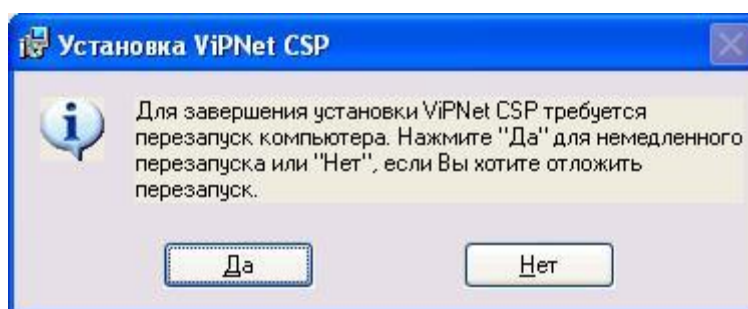 Установка ViPNet CSP
Для завершения установки ViPNet CSP требуется
перезапуск компьютера. Нажмите "Да" для немедленного
перезапуска или "Нет", если Вы хотите отложить
перезапуск.
Да
Нет